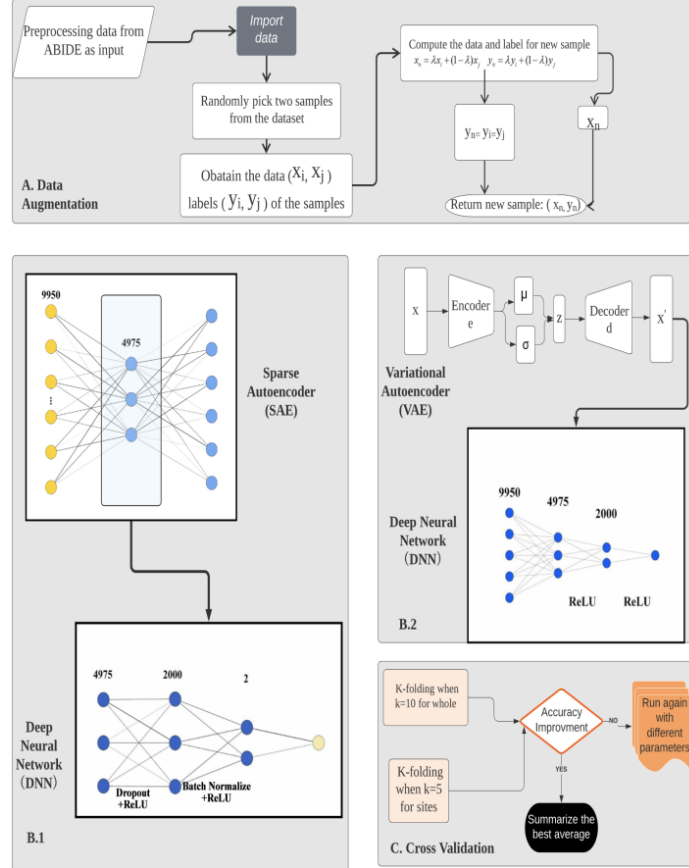 Preprocessing data from
ABIDE as input
Import
data
Randomly pick two samples
from the dataset
Obatain the data (xᵢ, xⱼ)
labels ( yᵢ, yⱼ ) of the samples
Compute the data and label for new sample
xₙ = λxᵢ + (1−λ)xⱼ yₙ = λyᵢ + (1−λ)yⱼ
yₙ= yᵢ=yⱼ
xₙ
Return new sample: ( xₙ, yₙ)
A. Data
Augmentation
9950
4975
Sparse
Autoencoder
(SAE)
4975
2000
2
Dropout
+ReLU
Batch Normalize
+ReLU
Deep
Neural
Network
(DNN)
B.1
x
Encoder
e
μ
σ
z
Decoder
d
x'
Variational
Autoencoder
(VAE)
9950
4975
2000
ReLU
ReLU
Deep Neural
Network
(DNN)
B.2
K-folding when
k=10 for whole
K-folding
when k=5
for sites
Accuracy
Improvment
NO
Run again
with
different
parameters
YES
Summarize the
best average
C. Cross Validation